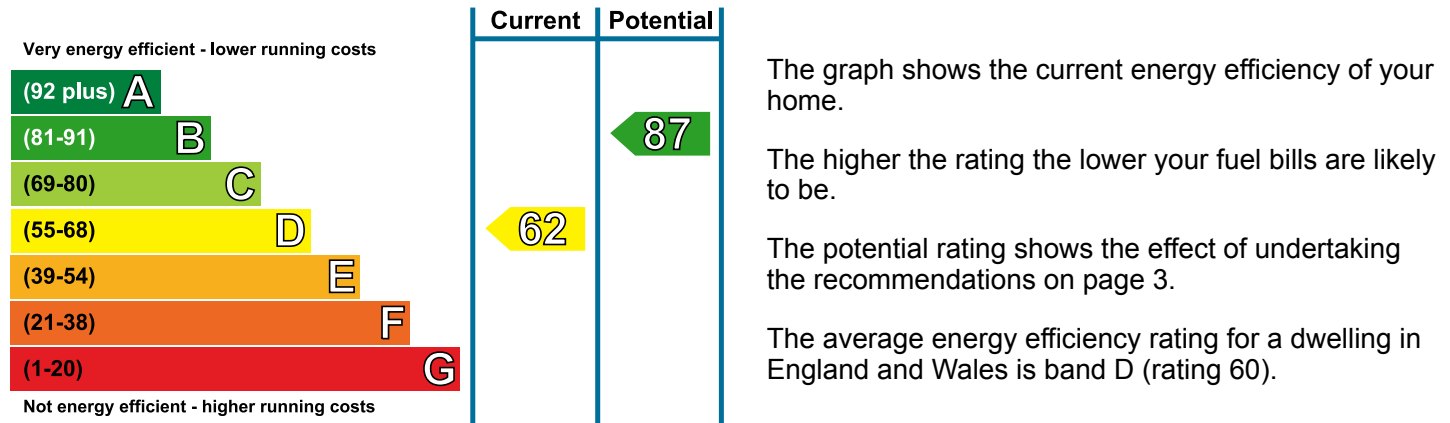 Current Potential
Very energy efficient - lower running costs
(92 plus) A
(81-91) B
87
(69-80) C
(55-68) D
62
(39-54) E
(21-38) F
(1-20) G
Not energy efficient - higher running costs
The graph shows the current energy efficiency of your
home.
The higher the rating the lower your fuel bills are likely
to be.
The potential rating shows the effect of undertaking
the recommendations on page 3.
The average energy efficiency rating for a dwelling in
England and Wales is band D (rating 60).